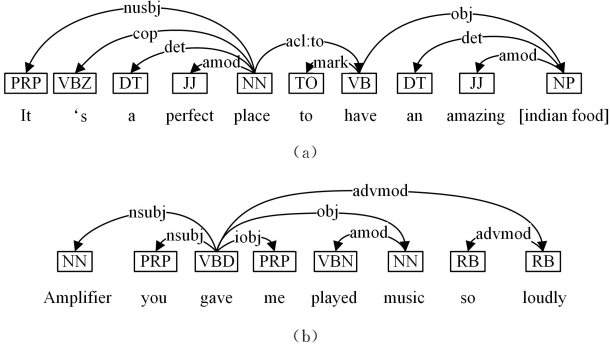 nusbj obj
cop acl:to det
det amod mark amod
PRP VBZ DT JJ NN TO VB DT JJ NP
It 's a perfect place to have an amazing [indian food]
(a)
advmod
nsubj obj
nsubj iobj amod advmod
NN PRP VBD PRP VBN NN RB RB
Amplifier you gave me played music so loudly
(b)